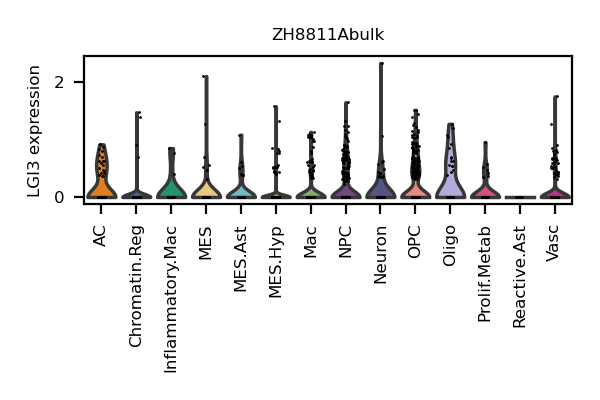 ZH8811Abulk
LGI3 expression
2
0
AC
Chromatin.Reg
Inflammatory.Mac
MES
MES.Ast
MES.Hyp
Mac
NPC
Neuron
OPC
Oligo
Prolif.Metab
Reactive.Ast
Vasc